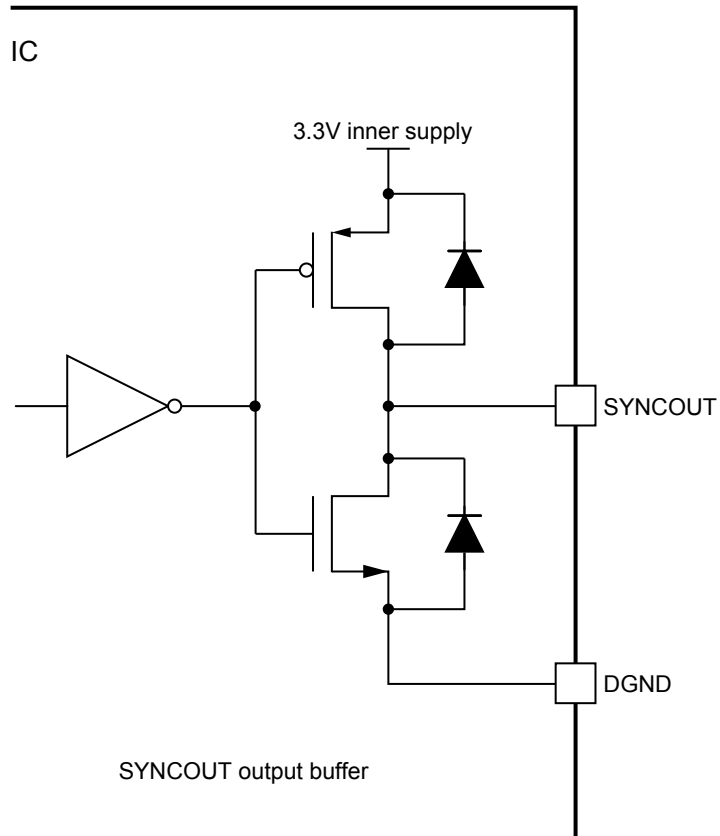 IC
3.3V inner supply
SYNCOUT
DGND
SYNCOUT output buffer